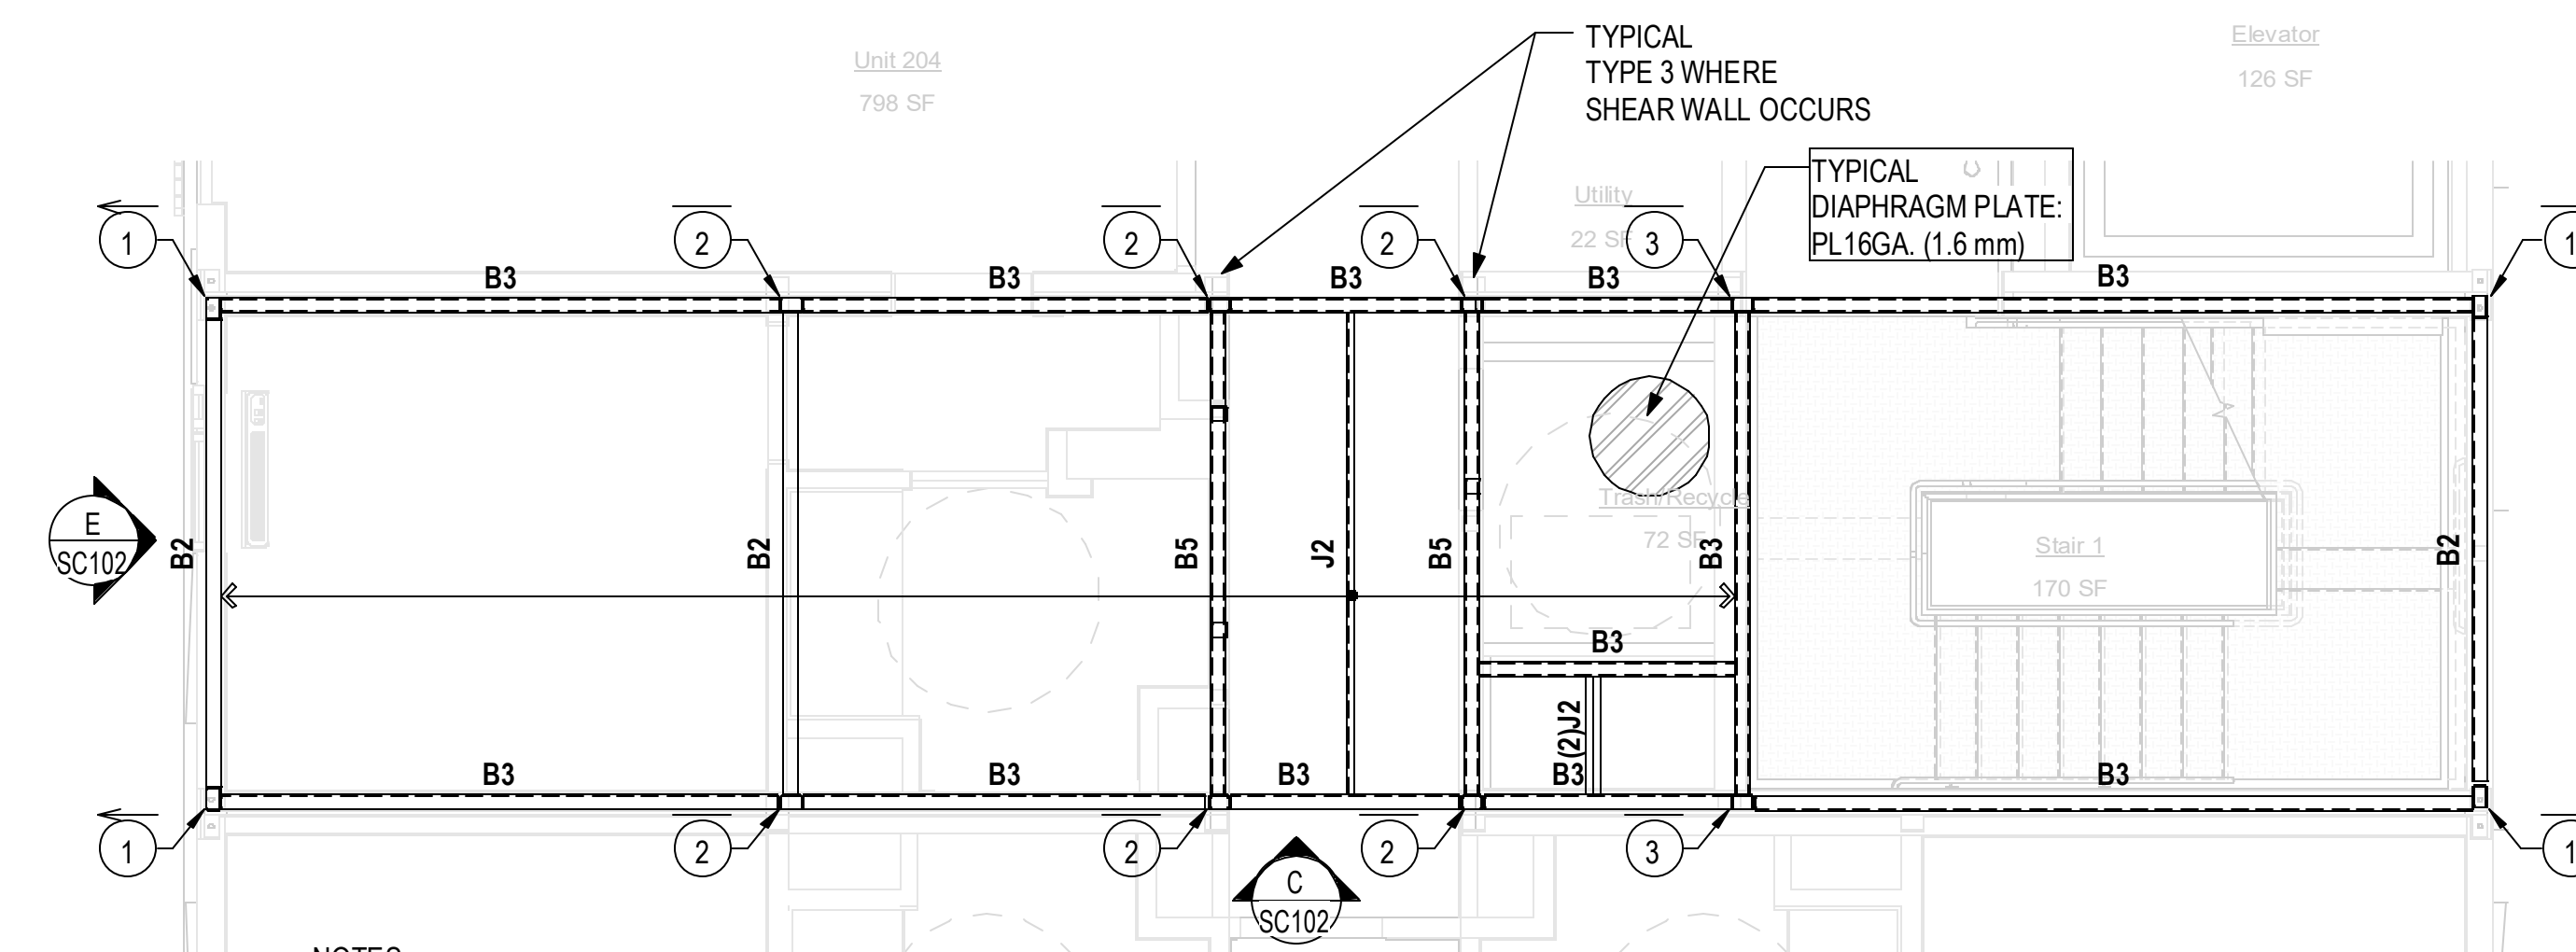 Unit 204
798 SF
TYPICAL
TYPE 3 WHERE
SHEAR WALL OCCURS
Elevator
126 SF
Utility
22 SF
TYPICAL
DIAPHRAGM PLATE:
PL16GA. (1.6 mm)
1
2
2
2
3
1
B3
B3
B3
B3
B3
E
SC102
B2
B2
B5
J2
B5
Trash/Recycle
72 SF
B3
Stair 1
170 SF
B2
B3
(2)J2
B3
B3
B3
B3
B3
1
2
2
2
3
1
C
SC102